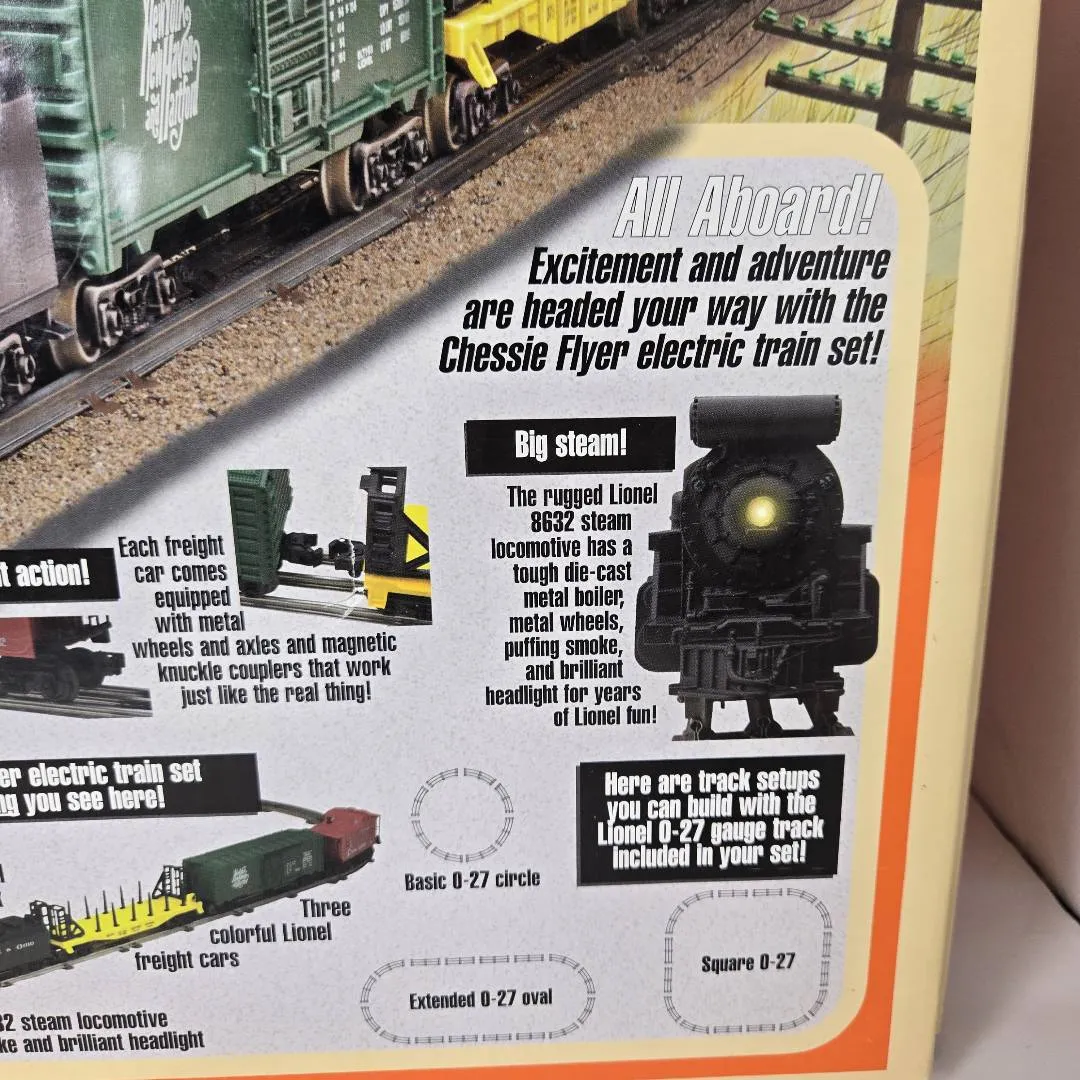 All Aboard!
Excitement and adventure
are headed your way with the
Chessie Flyer electric train set!
Big steam!
The rugged Lionel
8632 steam
locomotive has a
tough die-cast
metal boiler,
metal wheels,
puffing smoke,
and brilliant
headlight for years
of Lionel fun!
t action!
Each freight
car comes
equipped
with metal
wheels and axles and magnetic
knuckle couplers that work
just like the real thing!
er electric train set
ng you see here!
Three
colorful Lionel
freight cars
32 steam locomotive
ke and brilliant headlight
Here are track setups
you can build with the
Lionel 0-27 gauge track
included in your set!
Basic 0-27 circle
Extended 0-27 oval
Square 0-27